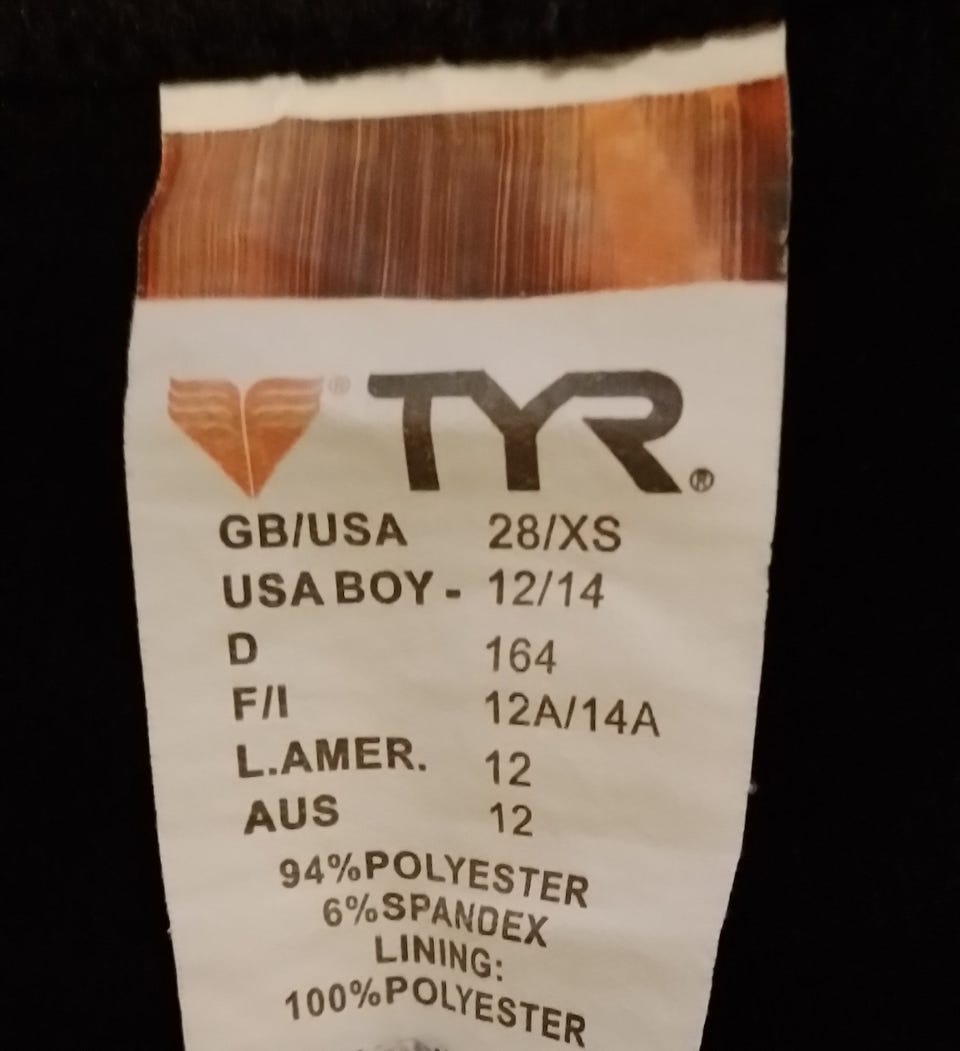 ® TYR®
GB/USA 28/XS
USA BOY - 12/14
D 164
F/I 12A/14A
L.AMER. 12
AUS 12
94%POLYESTER
6%SPANDEX
LINING:
100%POLYESTER